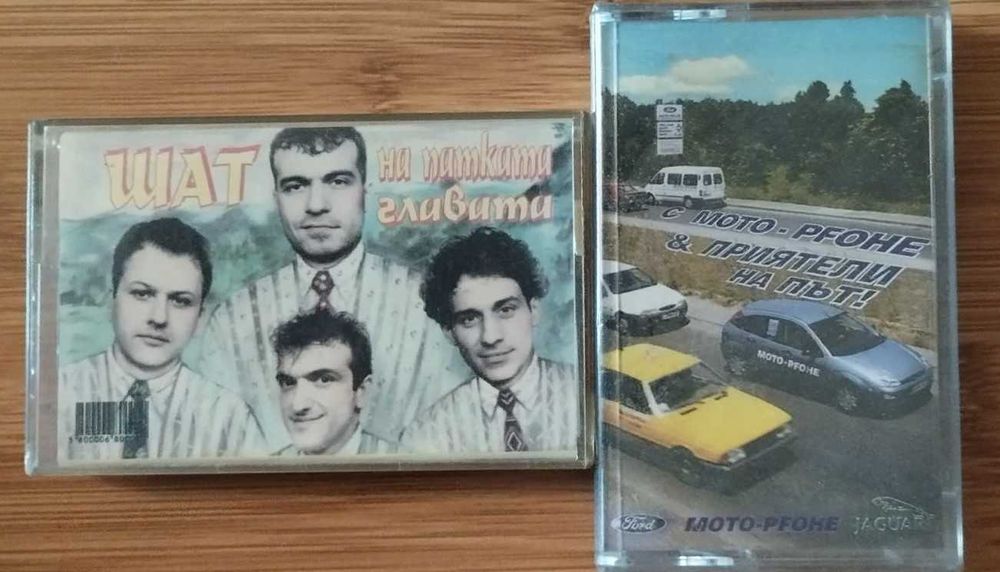 ШАТ
на патката
главата
С МОТО - PFOHE
& ПРИЯТЕЛИ
НА ПЪТ!
МОТО-PFOHE
Ford
МОТО-PFOHE
JAGUAR